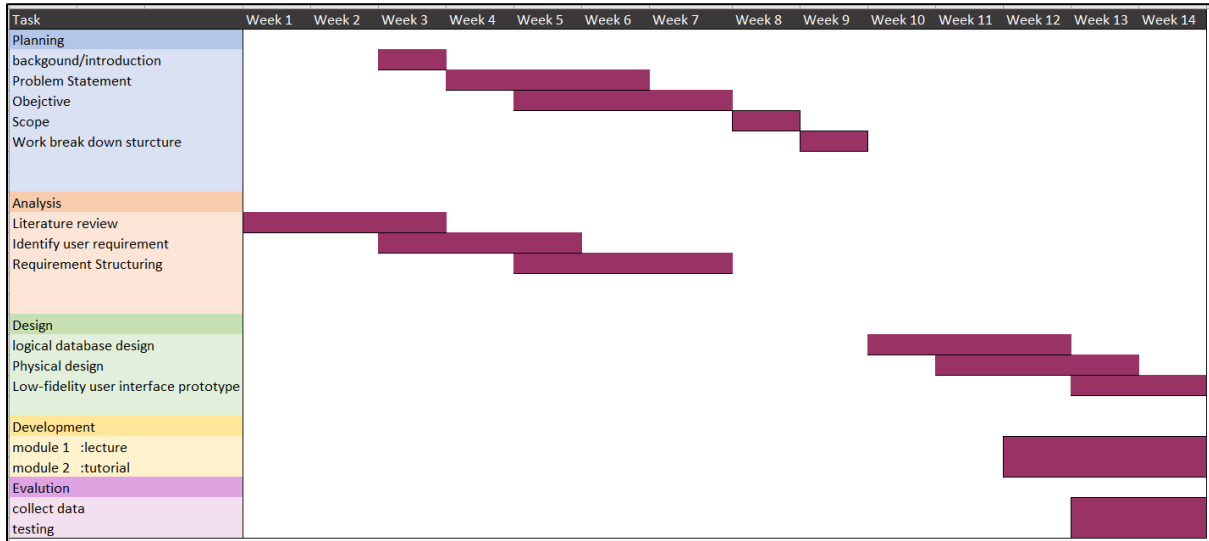 Task Week 1 Week 2 Week 3 Week 4 Week 5 Week 6 Week 7 Week 8 Week 9 Week 10 Week 11 Week 12 Week 13 Week 14
Planning
backgound/introduction
Problem Statement
Obejctive
Scope
Work break down sturcture
Analysis
Literature review
Identify user requirement
Requirement Structuring
Design
logical database design
Physical design
Low-fidelity user interface prototype
Development
module 1 :lecture
module 2 :tutorial
Evalution
collect data
testing